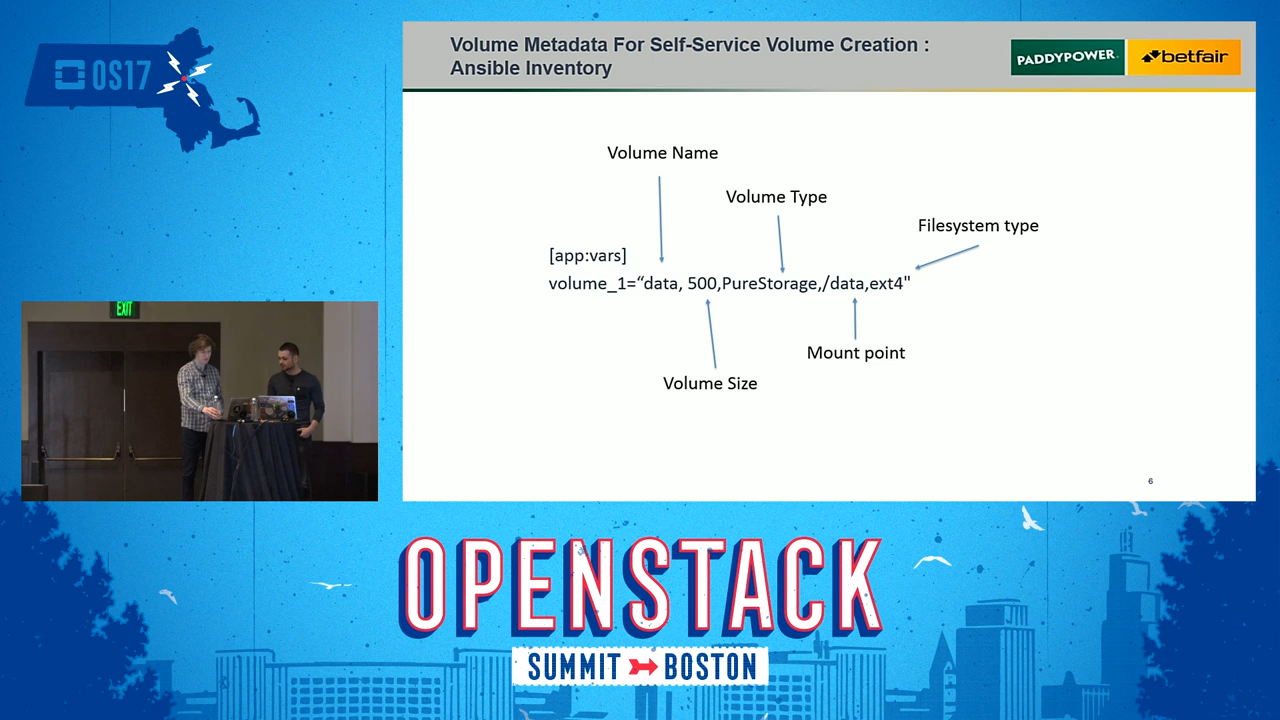 OS17
Volume Metadata For Self-Service Volume Creation :
Ansible Inventory
PADDYPOWER.
betfair
Volume Name
Volume Type
Filesystem type
[app:vars]
volume_1=“data, 500,PureStorage,/data,ext4"
Mount point
Volume Size
6
EXIT
OPENSTACK
SUMMIT BOSTON